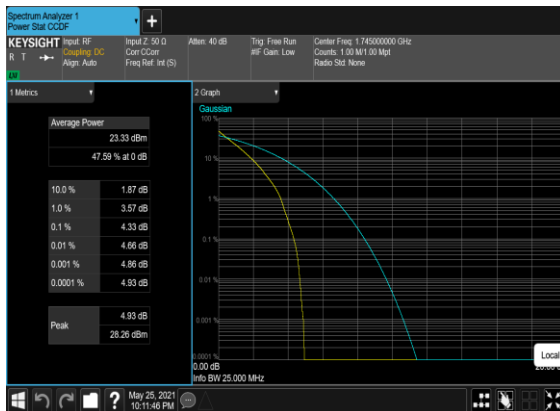 Spectrum Analyzer 1
Power Stat CCDF
+
KEYSIGHT
R T
Input: RF
Coupling: DC
Align: Auto
Input Z: 50 Ω
Corr CCorr
Freq Ref: Int (S)
Atten: 40 dB
Trig: Free Run
#IF Gain: Low
Center Freq: 1.745000000 GHz
Counts: 1.00 M/1.00 Mpt
Radio Std: None
1 Metrics
Average Power
23.33 dBm
47.59 % at 0 dB
10.0 % 1.87 dB
1.0 % 3.57 dB
0.1 % 4.33 dB
0.01 % 4.66 dB
0.001 % 4.86 dB
0.0001 % 4.93 dB
Peak
4.93 dB
28.26 dBm
2 Graph
Gaussian
100 %
10 %
1 %
0.1 %
0.01 %
0.001 %
0.0001 %
0.00 dB
Info BW 25.000 MHz
Local
?
May 25, 2021
10:11:46 PM